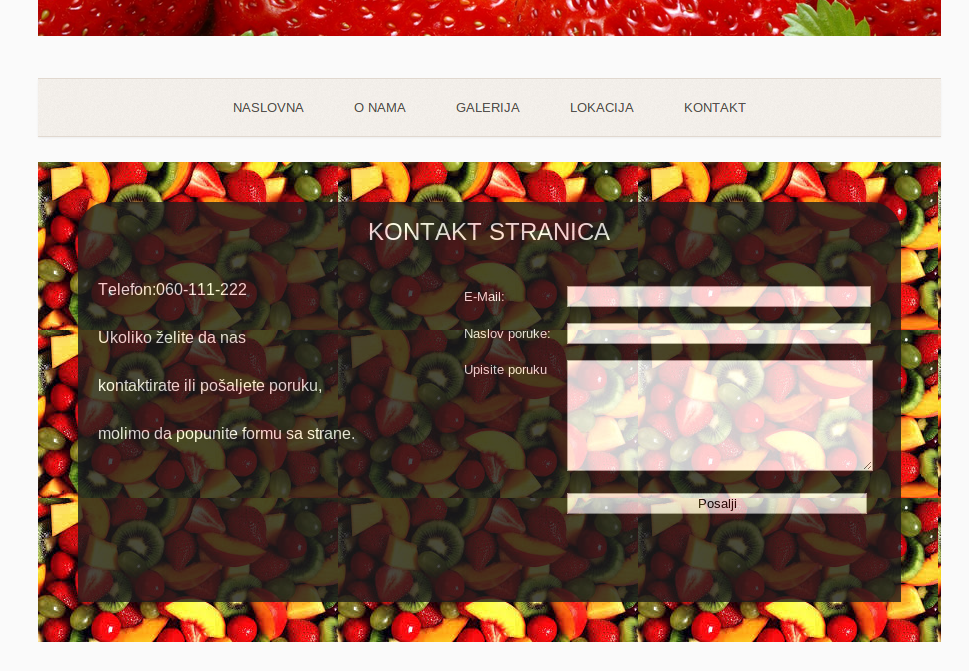 NASLOVNA O NAMA GALERIJA LOKACIJA KONTAKT
KONTAKT STRANICA
Telefon:060-111-222
Ukoliko želite da nas
kontaktirate ili pošaljete poruku,
molimo da popunite formu sa strane.
E-Mail:
Naslov poruke:
Upisite poruku
Posalji